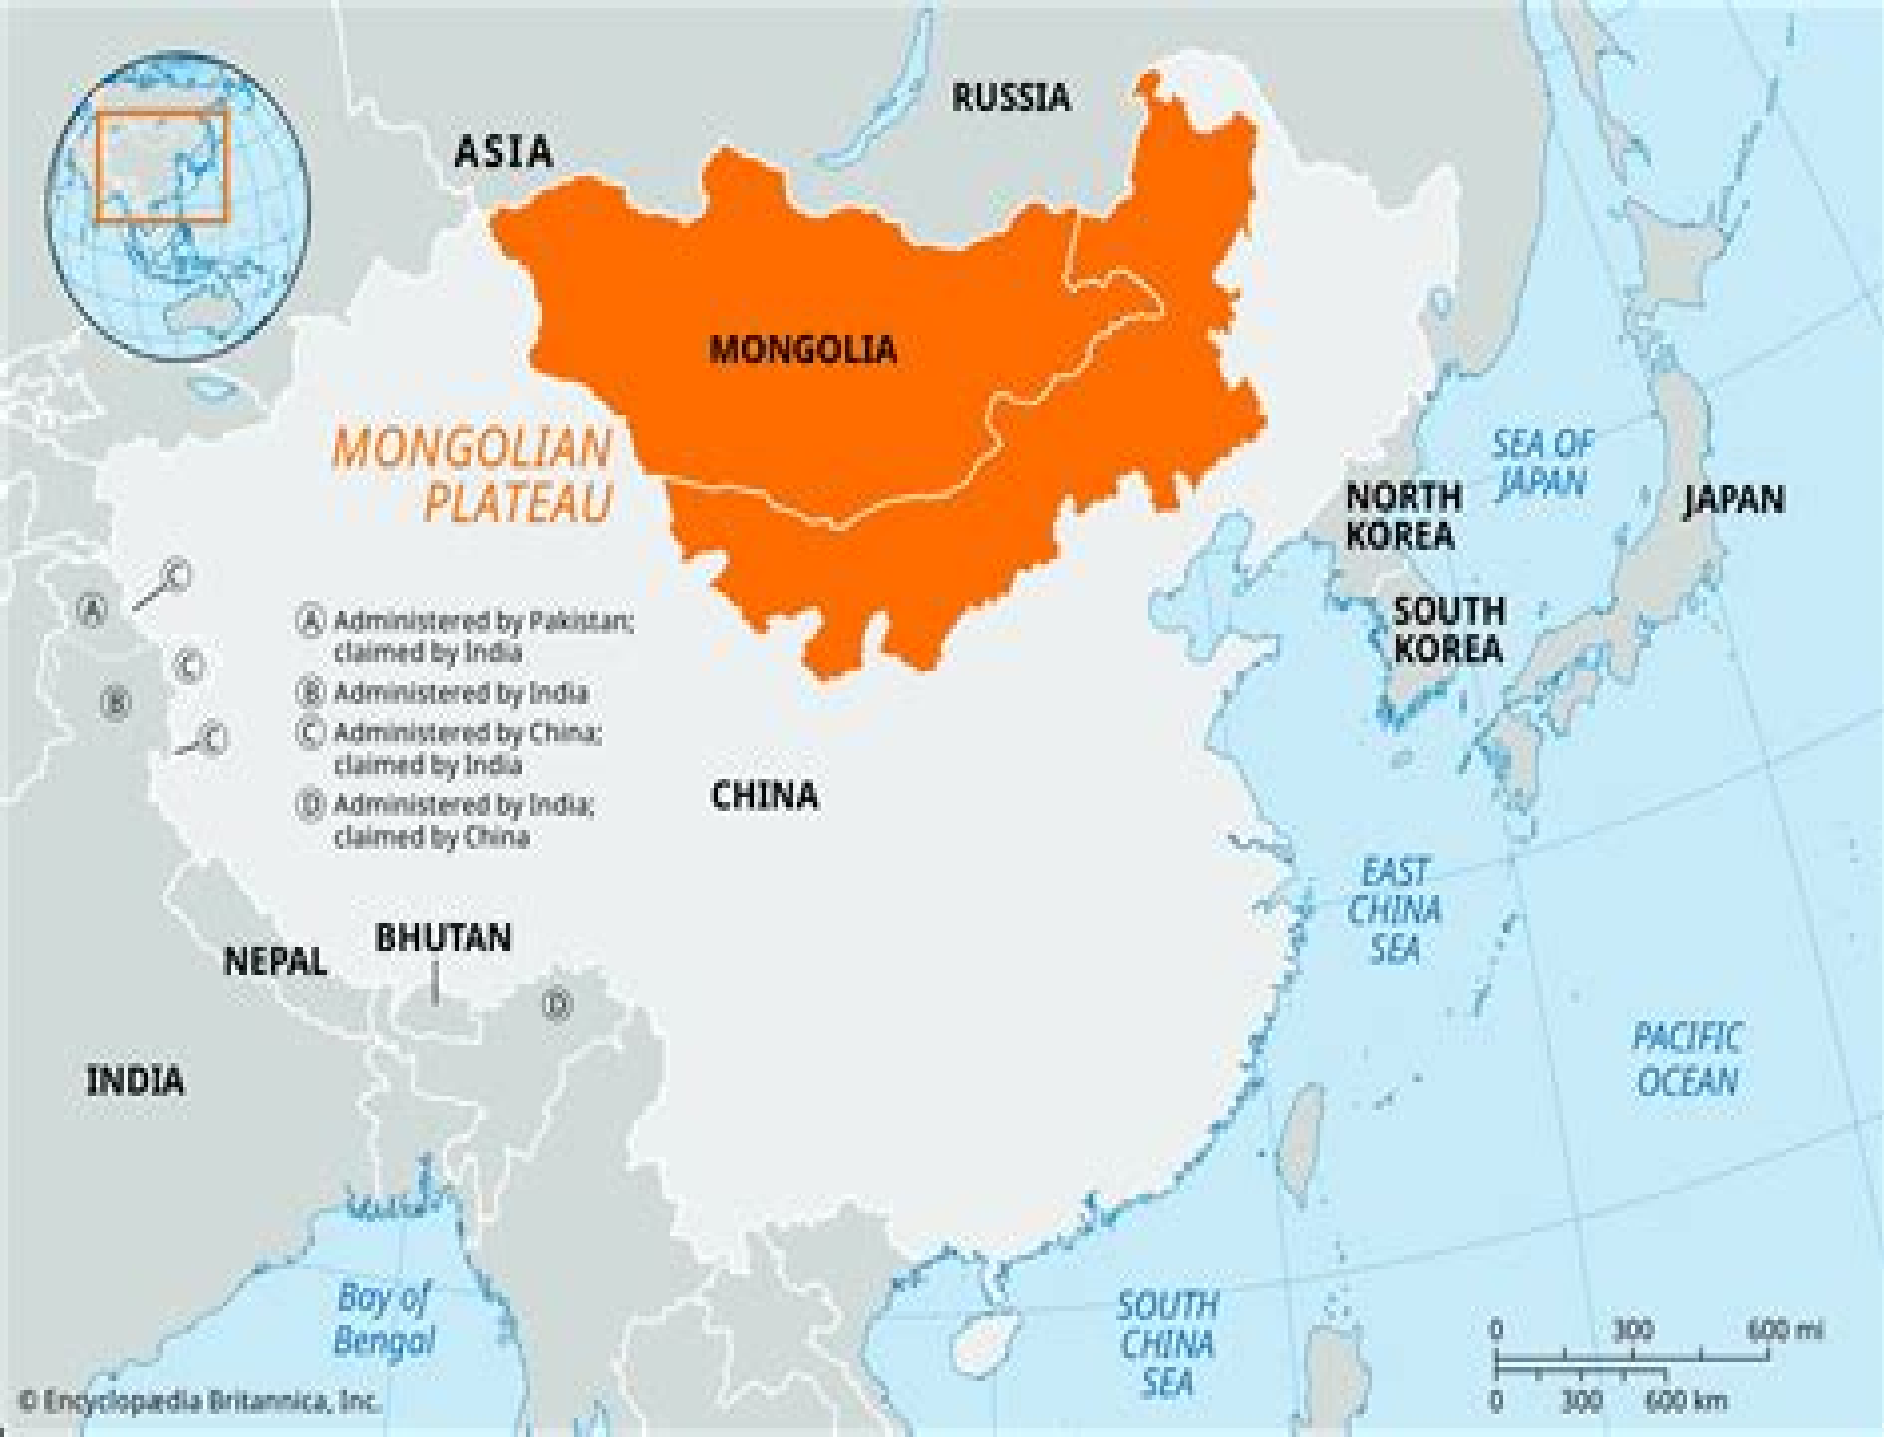 RUSSIA
ASIA
MONGOLIA
MONGOLIAN
PLATEAU
SEA OF
JAPAN
NORTH
KOREA
JAPAN
SOUTH
KOREA
C
A
C
B
C
A Administered by Pakistan;
claimed by India
B Administered by India
C Administered by China;
claimed by India
D Administered by India;
claimed by China
CHINA
EAST
CHINA
SEA
BHUTAN
NEPAL
D
PACIFIC
OCEAN
INDIA
Bay of
Bengal
SOUTH
CHINA
SEA
0 300 600 mi
0 300 600 km
© Encyclopædia Britannica, Inc.